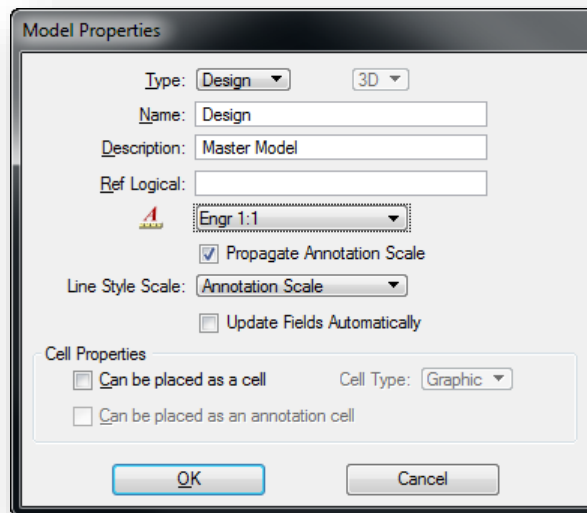 Model Properties
Type: Design 3D
Name: Design
Description: Master Model
Ref Logical:
A Engr 1:1
Propagate Annotation Scale
Line Style Scale: Annotation Scale
Update Fields Automatically
Cell Properties
Can be placed as a cell Cell Type: Graphic
Can be placed as an annotation cell
OK Cancel